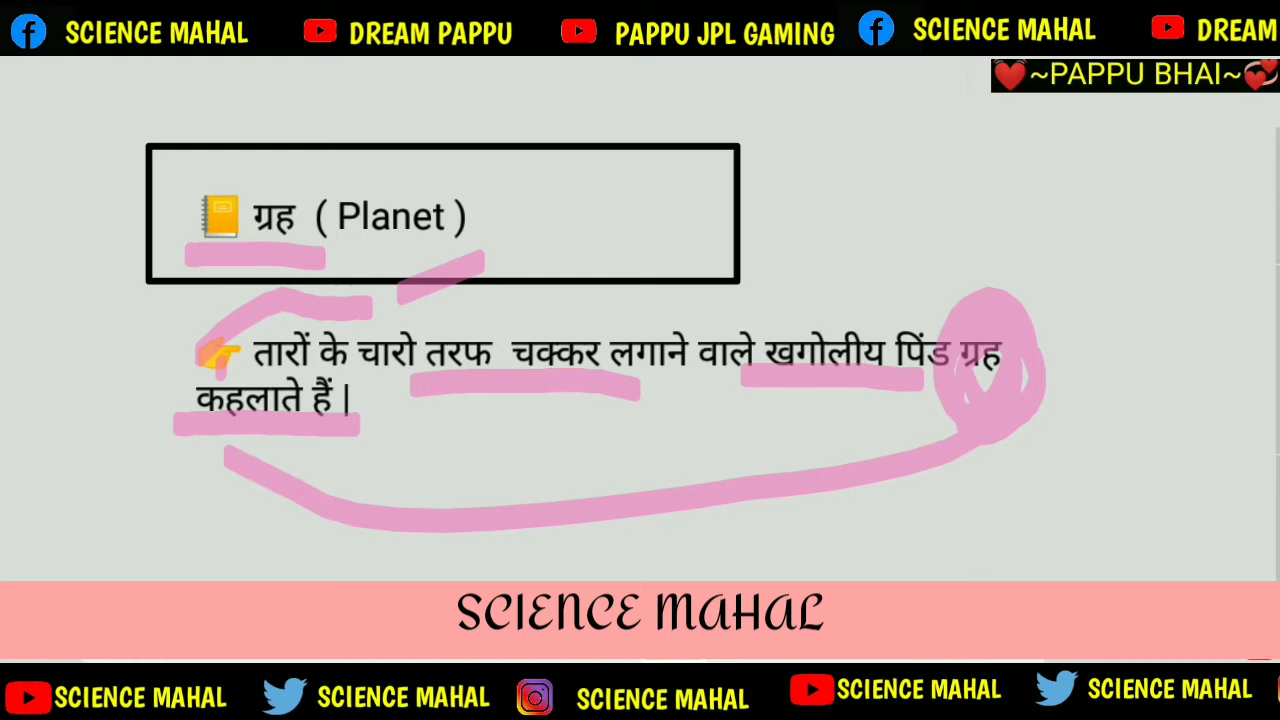 SCIENCE MAHAL DREAM PAPPU PAPPU JPL GAMING SCIENCE MAHAL DREAM
~PAPPU BHAI~
ग्रह ( Planet )
तारों के चारो तरफ चक्कर लगाने वाले खगोलीय पिंड ग्रह
कहलाते हैं |
SCIENCE MAHAL
SCIENCE MAHAL SCIENCE MAHAL SCIENCE MAHAL SCIENCE MAHAL SCIENCE MAHAL